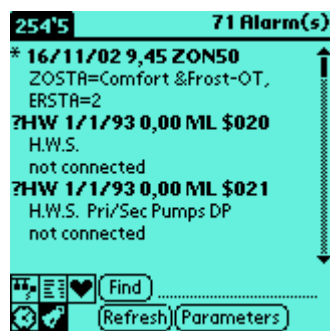 254'5 71 Alarm(s)
* 16/11/02 9,45 ZON50
ZOSTA=Comfort &Frost-OT,
ERSTA=2
?HW 1/1/93 0,00 ML $020
H.W.S.
not connected
?HW 1/1/93 0,00 ML $021
H.W.S. Pri/Sec Pumps DP
not connected
Find
Refresh Parameters